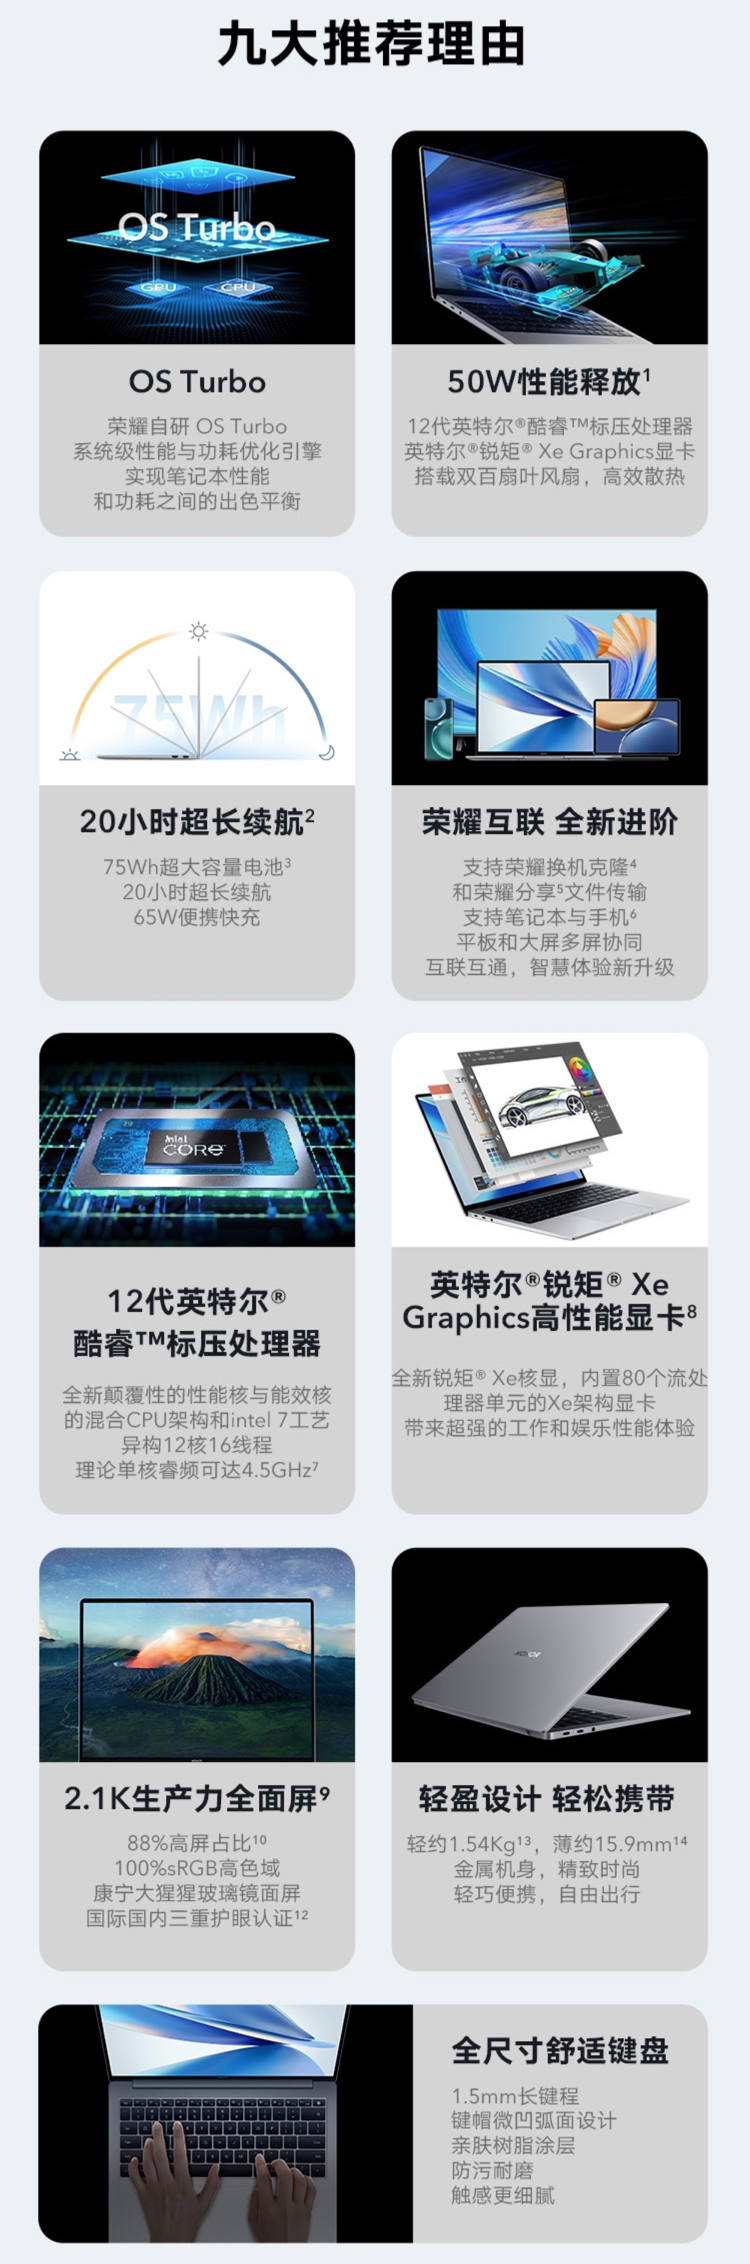 九大推荐理由
OS Turbo
GPU
CPU
OS Turbo
荣耀自研 OS Turbo
系统级性能与功耗优化引擎
实现笔记本性能
和功耗之间的出色平衡
50W性能释放¹
12代英特尔®酷睿™标压处理器
英特尔®锐炬® Xe Graphics显卡
搭载双百扇叶风扇，高效散热
75Wh
20小时超长续航²
75Wh超大容量电池³
20小时超长续航
65W便携快充
荣耀互联 全新进阶
支持荣耀换机克隆⁴
和荣耀分享⁵文件传输
支持笔记本与手机⁶
平板和大屏多屏协同
互联互通，智慧体验新升级
intel
CORE
12代英特尔®
酷睿™标压处理器
全新颠覆性的性能核与能效核
的混合CPU架构和intel 7工艺
异构12核16线程
理论单核睿频可达4.5GHz⁷
英特尔®锐矩® Xe
Graphics高性能显卡⁸
全新锐矩® Xe核显，内置80个流处
理器单元的Xe架构显卡
带来超强的工作和娱乐性能体验
2.1K生产力全面屏⁹
88%高屏占比¹⁰
100%sRGB高色域
康宁大猩猩玻璃镜面屏
国际国内三重护眼认证¹²
HONOR
轻盈设计 轻松携带
轻约1.54Kg¹³，薄约15.9mm¹⁴
金属机身，精致时尚
轻巧便携，自由出行
全尺寸舒适键盘
1.5mm长键程
键帽微凹弧面设计
亲肤树脂涂层
防污耐磨
触感更细腻